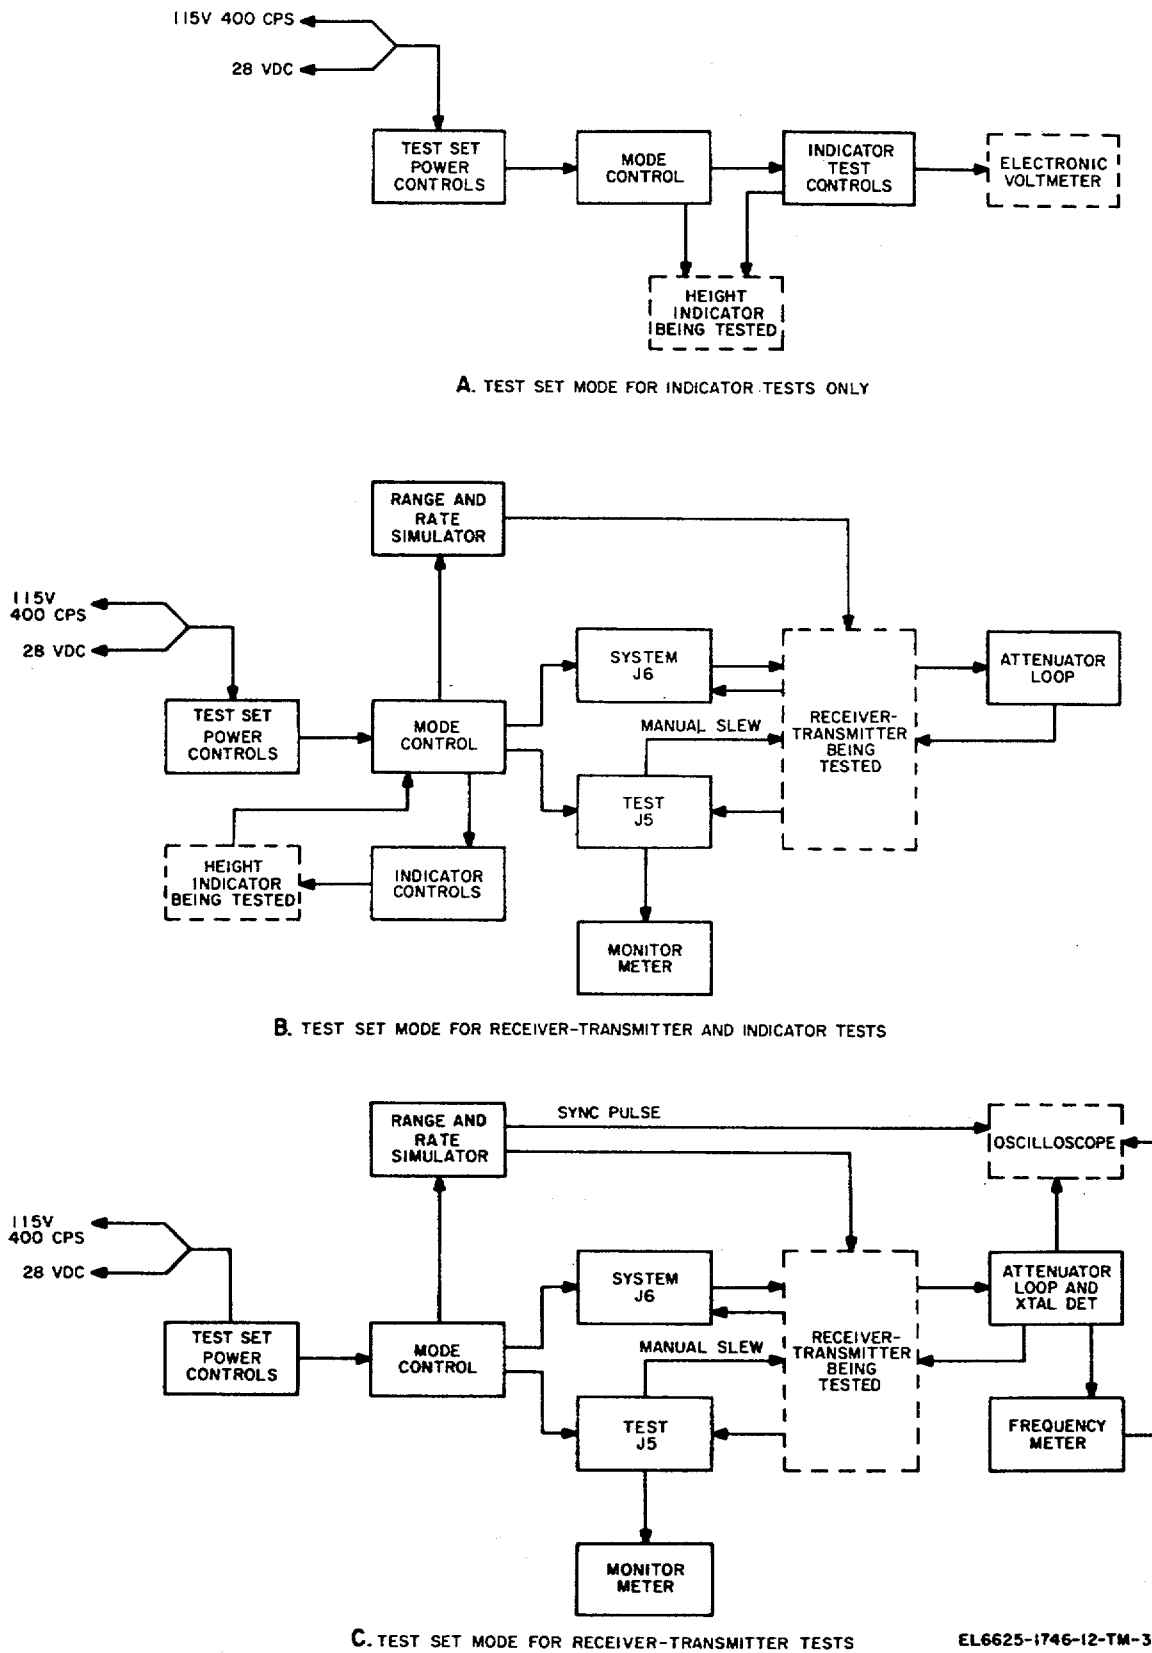 115V 400 CPS
28 VDC
TEST SET
POWER
CONTROLS
MODE
CONTROL
INDICATOR
TEST
CONTROLS
ELECTRONIC
VOLTMETER
HEIGHT
INDICATOR
BEING TESTED
A. TEST SET MODE FOR INDICATOR TESTS ONLY
RANGE AND
RATE
SIMULATOR
115V
400 CPS
28 VDC
TEST SET
POWER
CONTROLS
MODE
CONTROL
SYSTEM
J6
MANUAL SLEW
TEST
J5
RECEIVER-
TRANSMITTER
BEING
TESTED
ATTENUATOR
LOOP
HEIGHT
INDICATOR
BEING TESTED
INDICATOR
CONTROLS
MONITOR
METER
B. TEST SET MODE FOR RECEIVER-TRANSMITTER AND INDICATOR TESTS
RANGE AND
RATE
SIMULATOR
SYNC PULSE
OSCILLOSCOPE
115V
400 CPS
28 VDC
TEST SET
POWER
CONTROLS
MODE
CONTROL
SYSTEM
J6
MANUAL SLEW
TEST
J5
RECEIVER-
TRANSMITTER
BEING
TESTED
ATTENUATOR
LOOP AND
XTAL DET
FREQUENCY
METER
MONITOR
METER
C. TEST SET MODE FOR RECEIVER-TRANSMITTER TESTS
EL6625-1746-12-TM-3